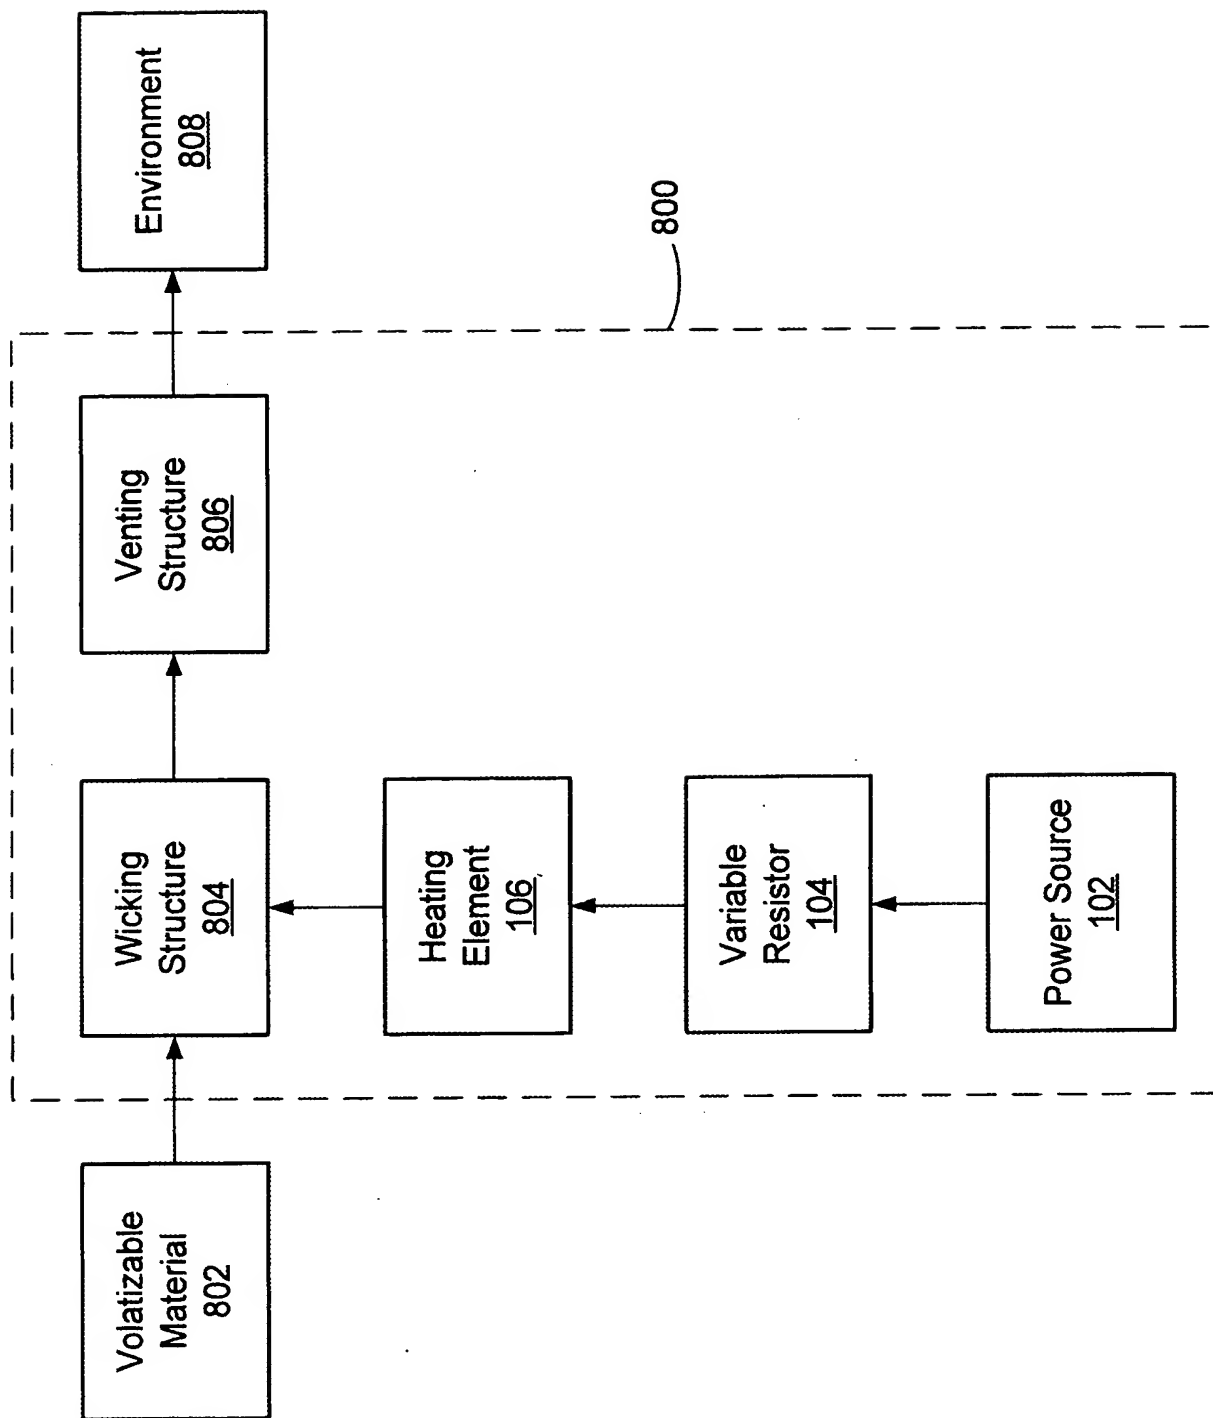 Volatizable
Material
802
Wicking
Structure
804
Venting
Structure
806
Environment
808
Heating
Element
106
Variable
Resistor
104
Power Source
102
800